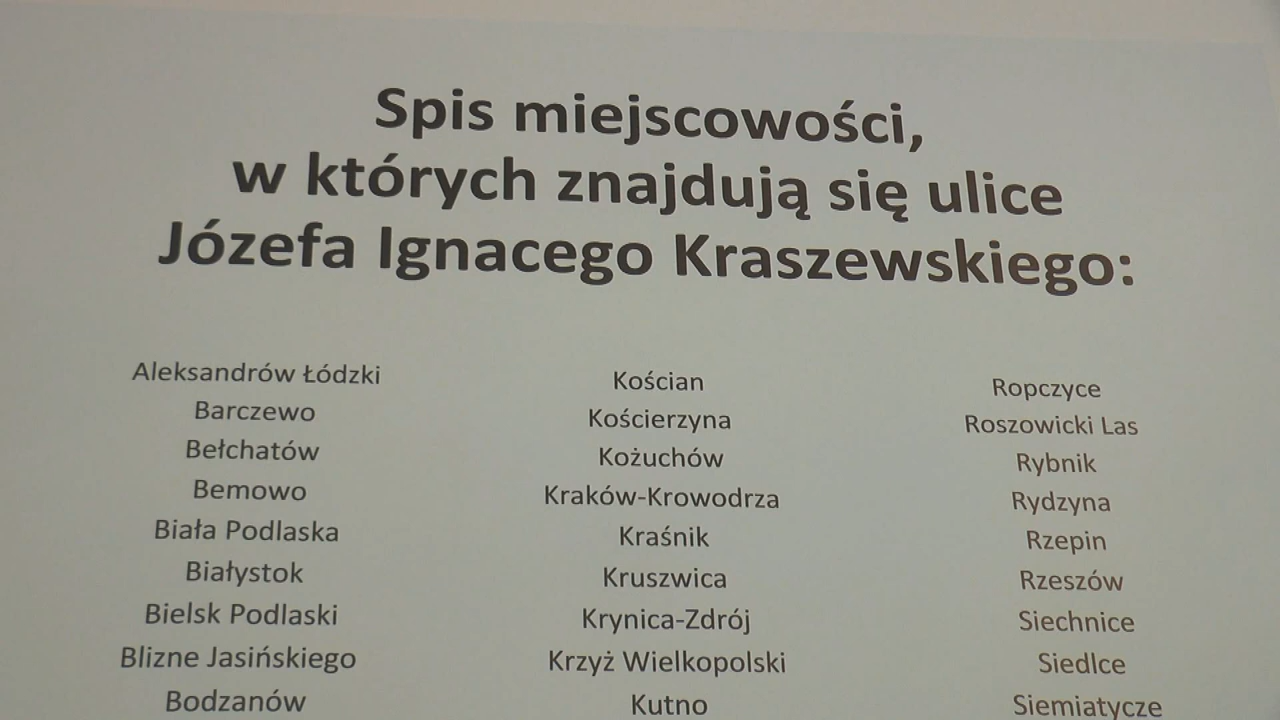 Spis miejscowości,
w których znajdują się ulice
Józefa Ignacego Kraszewskiego:
Aleksandrów Łódzki
Barczewo
Bełchatów
Bemowo
Biała Podlaska
Białystok
Bielsk Podlaski
Blizne Jasińskiego
Bodzanów
Kościan
Kościerzyna
Kożuchów
Kraków-Krowodrza
Kraśnik
Kruszwica
Krynica-Zdrój
Krzyż Wielkopolski
Kutno
Ropczyce
Roszowicki Las
Rybnik
Rydzyna
Rzepin
Rzeszów
Siechnice
Siedlce
Siemiatycze